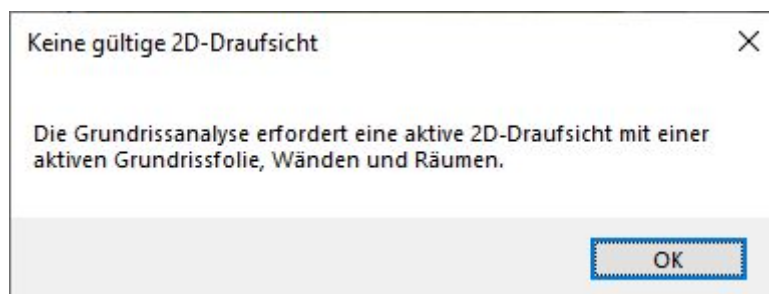 Keine gültige 2D-Draufsicht
Die Grundrissanalyse erfordert eine aktive 2D-Draufsicht mit einer
aktiven Grundrissfolie, Wänden und Räumen.
OK